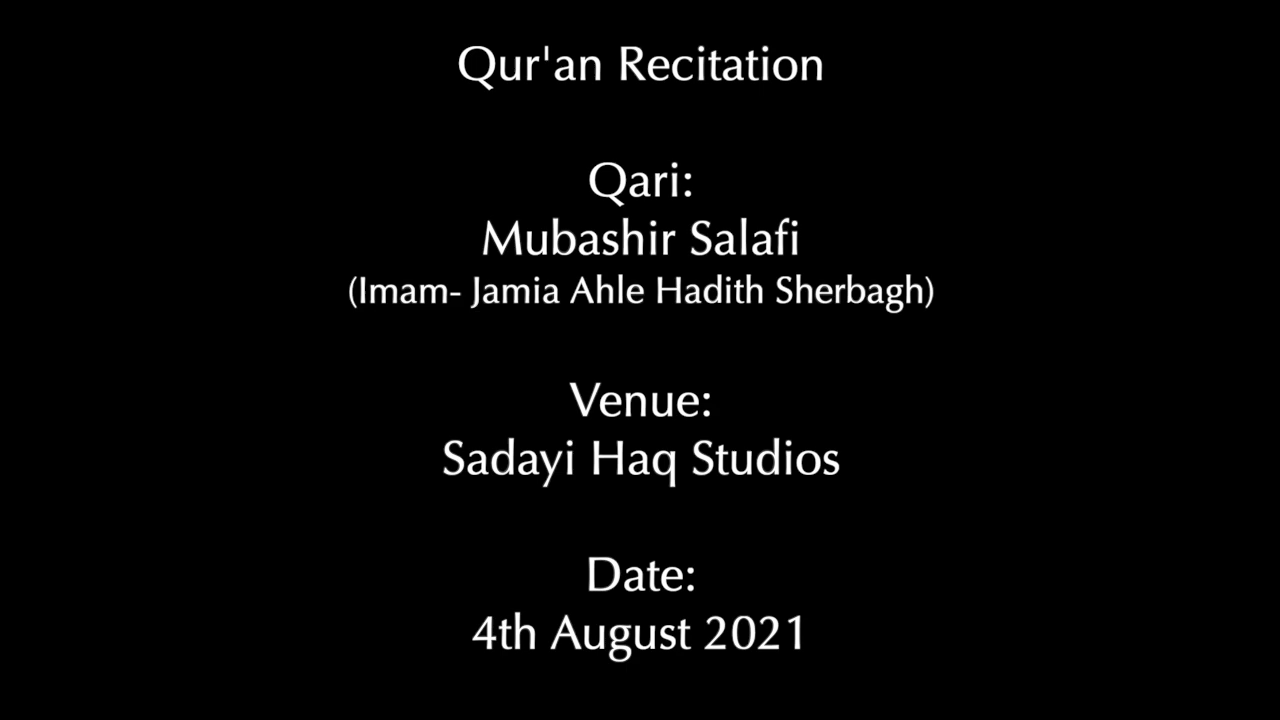 Qur'an Recitation
Qari:
Mubashir Salafi
(Imam- Jamia Ahle Hadith Sherbagh)
Venue:
Sadayi Haq Studios
Date:
4th August 2021